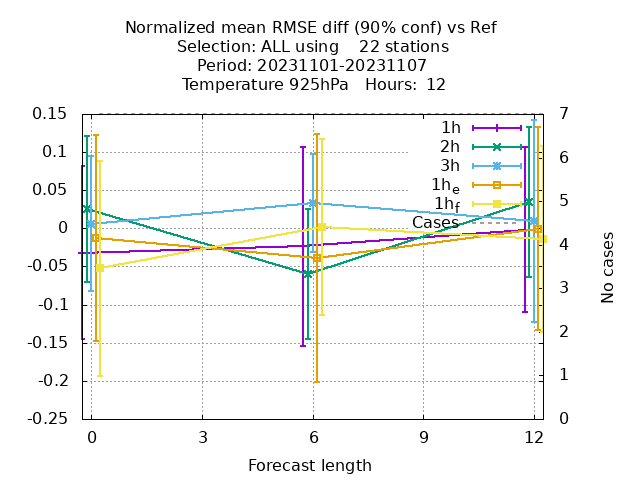 Normalized mean RMSE diff (90% conf) vs Ref
Selection: ALL using    22 stations
Period: 20231101-20231107
Temperature 925hPa   Hours:  12
0.15
0.1
0.05
0
-0.05
-0.1
-0.15
-0.2
-0.25
7
6
5
4
3
2
1
0
1h
2h
3h
1he
1hf
Cases
No cases
0
3
6
9
12
Forecast length